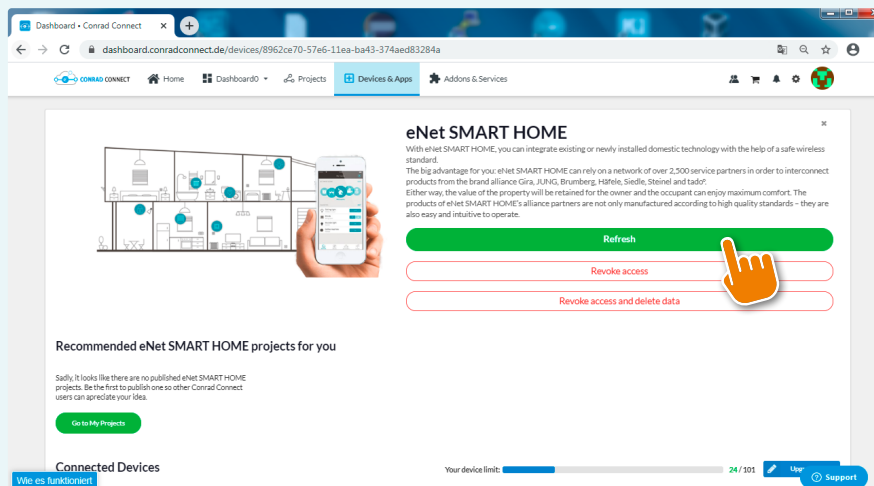 Dashboard • Conrad Connect
dashboard.conradconnect.de/devices/8962ce70-57e6-11ea-ba43-374aed83284a
CONRAD CONNECT Home Dashboard0 Projects Devices & Apps Addons & Services
eNet SMART HOME
With eNet SMART HOME, you can integrate existing or newly installed domestic technology with the help of a safe wireless
standard.
The big advantage for you: eNet SMART HOME can rely on a network of over 2,500 service partners in order to interconnect
products from the brand alliance Gira, JUNG, Brumberg, Häfele, Siedle, Steinel and tado°.
Either way, the value of the property will be retained for the owner and the occupant can enjoy maximum comfort. The
products of eNet SMART HOME's alliance partners are not only manufactured according to high quality standards – they are
also easy and intuitive to operate.
Refresh
Revoke access
Revoke access and delete data
Recommended eNet SMART HOME projects for you
Sadly, it looks like there are no published eNet SMART HOME
projects. Be the first to publish one so other Conrad Connect
users can apreciate your idea.
Go to My Projects
Connected Devices
Your device limit: 24 / 101
Wie es funktioniert
Support